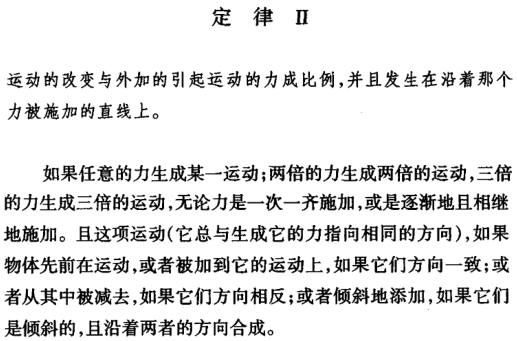 定 律 Ⅱ
运动的改变与外加的引起运动的力成比例,并且发生在沿着那个
力被施加的直线上。
如果任意的力生成某一运动;两倍的力生成两倍的运动,三倍
的力生成三倍的运动,无论力是一次一齐施加,或是逐渐地且相继
地施加。且这项运动(它总与生成它的力指向相同的方向),如果
物体先前在运动,或者被加到它的运动上,如果它们方向一致;或
者从其中被减去,如果它们方向相反;或者倾斜地添加,如果它们
是倾斜的,且沿着两者的方向合成。